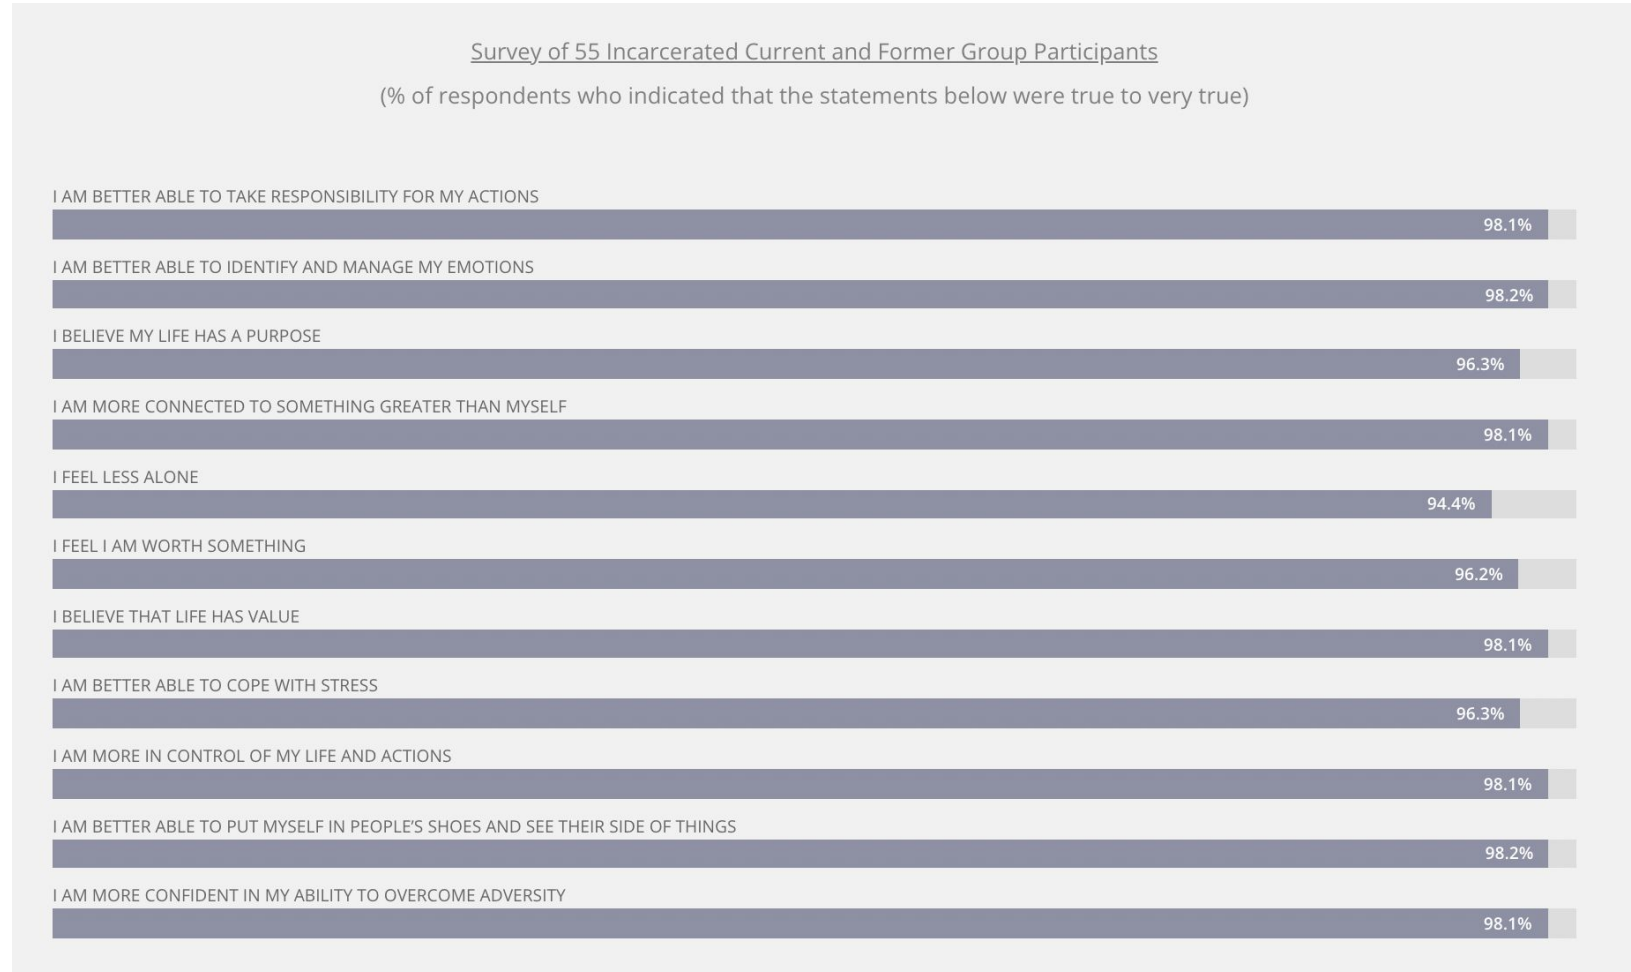 Survey of 55 Incarcerated Current and Former Group Participants
(% of respondents who indicated that the statements below were true to very true)
I AM BETTER ABLE TO TAKE RESPONSIBILITY FOR MY ACTIONS
98.1%
I AM BETTER ABLE TO IDENTIFY AND MANAGE MY EMOTIONS
98.2%
I BELIEVE MY LIFE HAS A PURPOSE
96.3%
I AM MORE CONNECTED TO SOMETHING GREATER THAN MYSELF
98.1%
I FEEL LESS ALONE
94.4%
I FEEL I AM WORTH SOMETHING
96.2%
I BELIEVE THAT LIFE HAS VALUE
98.1%
I AM BETTER ABLE TO COPE WITH STRESS
96.3%
I AM MORE IN CONTROL OF MY LIFE AND ACTIONS
98.1%
I AM BETTER ABLE TO PUT MYSELF IN PEOPLE’S SHOES AND SEE THEIR SIDE OF THINGS
98.2%
I AM MORE CONFIDENT IN MY ABILITY TO OVERCOME ADVERSITY
98.1%